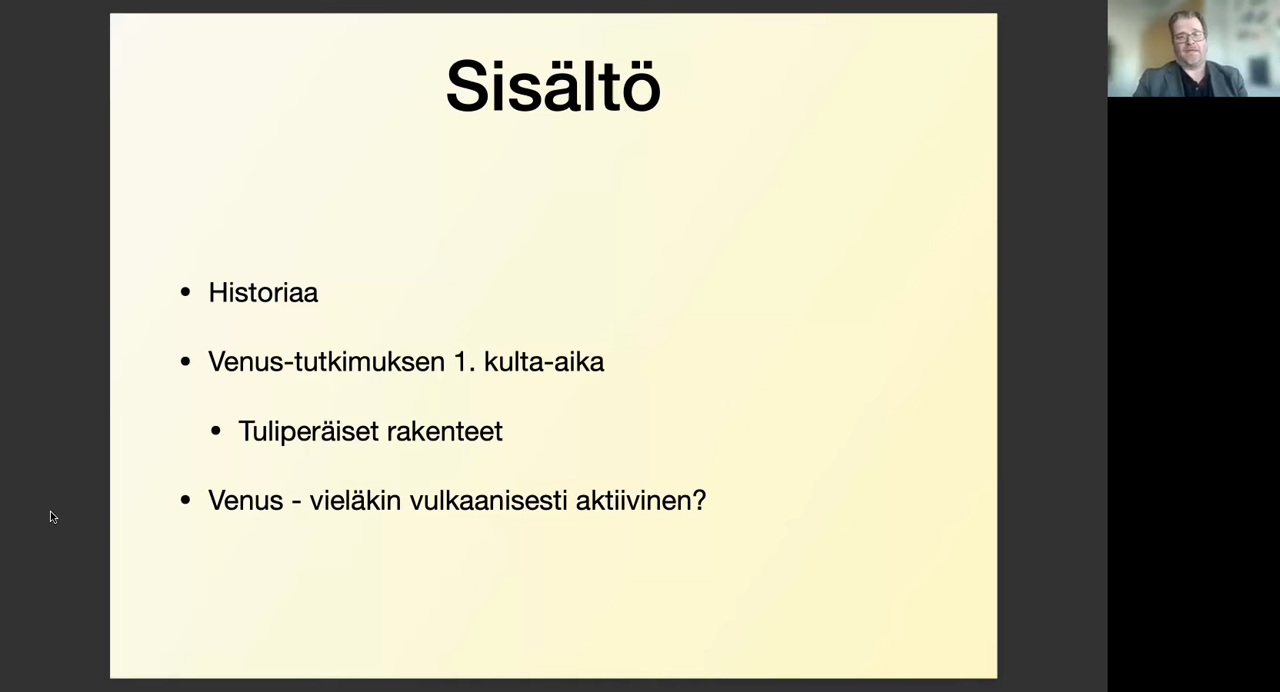 Sisältö
• Historiaa
• Venus-tutkimuksen 1. kulta-aika
• Tuliperäiset rakenteet
• Venus - vieläkin vulkaanisesti aktiivinen?